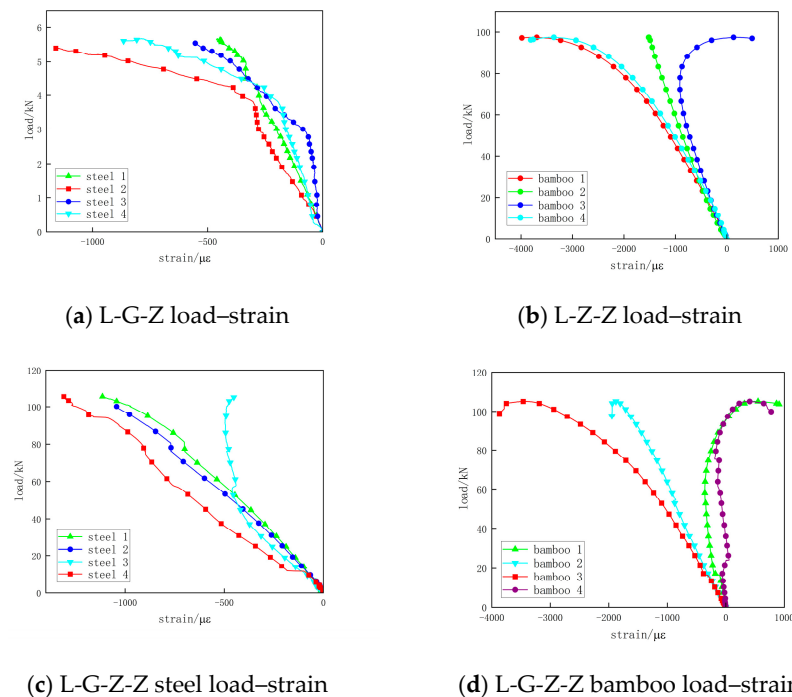 6
5
4
3
2
1
0
load/kN
steel 1
steel 2
steel 3
steel 4
-1000
-500
0
strain/με
(a) L-G-Z load–strain
100
80
60
40
20
0
load/kN
bamboo 1
bamboo 2
bamboo 3
bamboo 4
-4000
-3000
-2000
-1000
0
1000
strain/με
(b) L-Z-Z load–strain
120
100
80
60
40
20
0
load/kN
steel 1
steel 2
steel 3
steel 4
-1000
-500
0
strain/με
(c) L-G-Z-Z steel load–strain
120
100
80
60
40
20
0
load/kN
bamboo 1
bamboo 2
bamboo 3
bamboo 4
-4000
-3000
-2000
-1000
0
1000
strain/με
(d) L-G-Z-Z bamboo load–strain